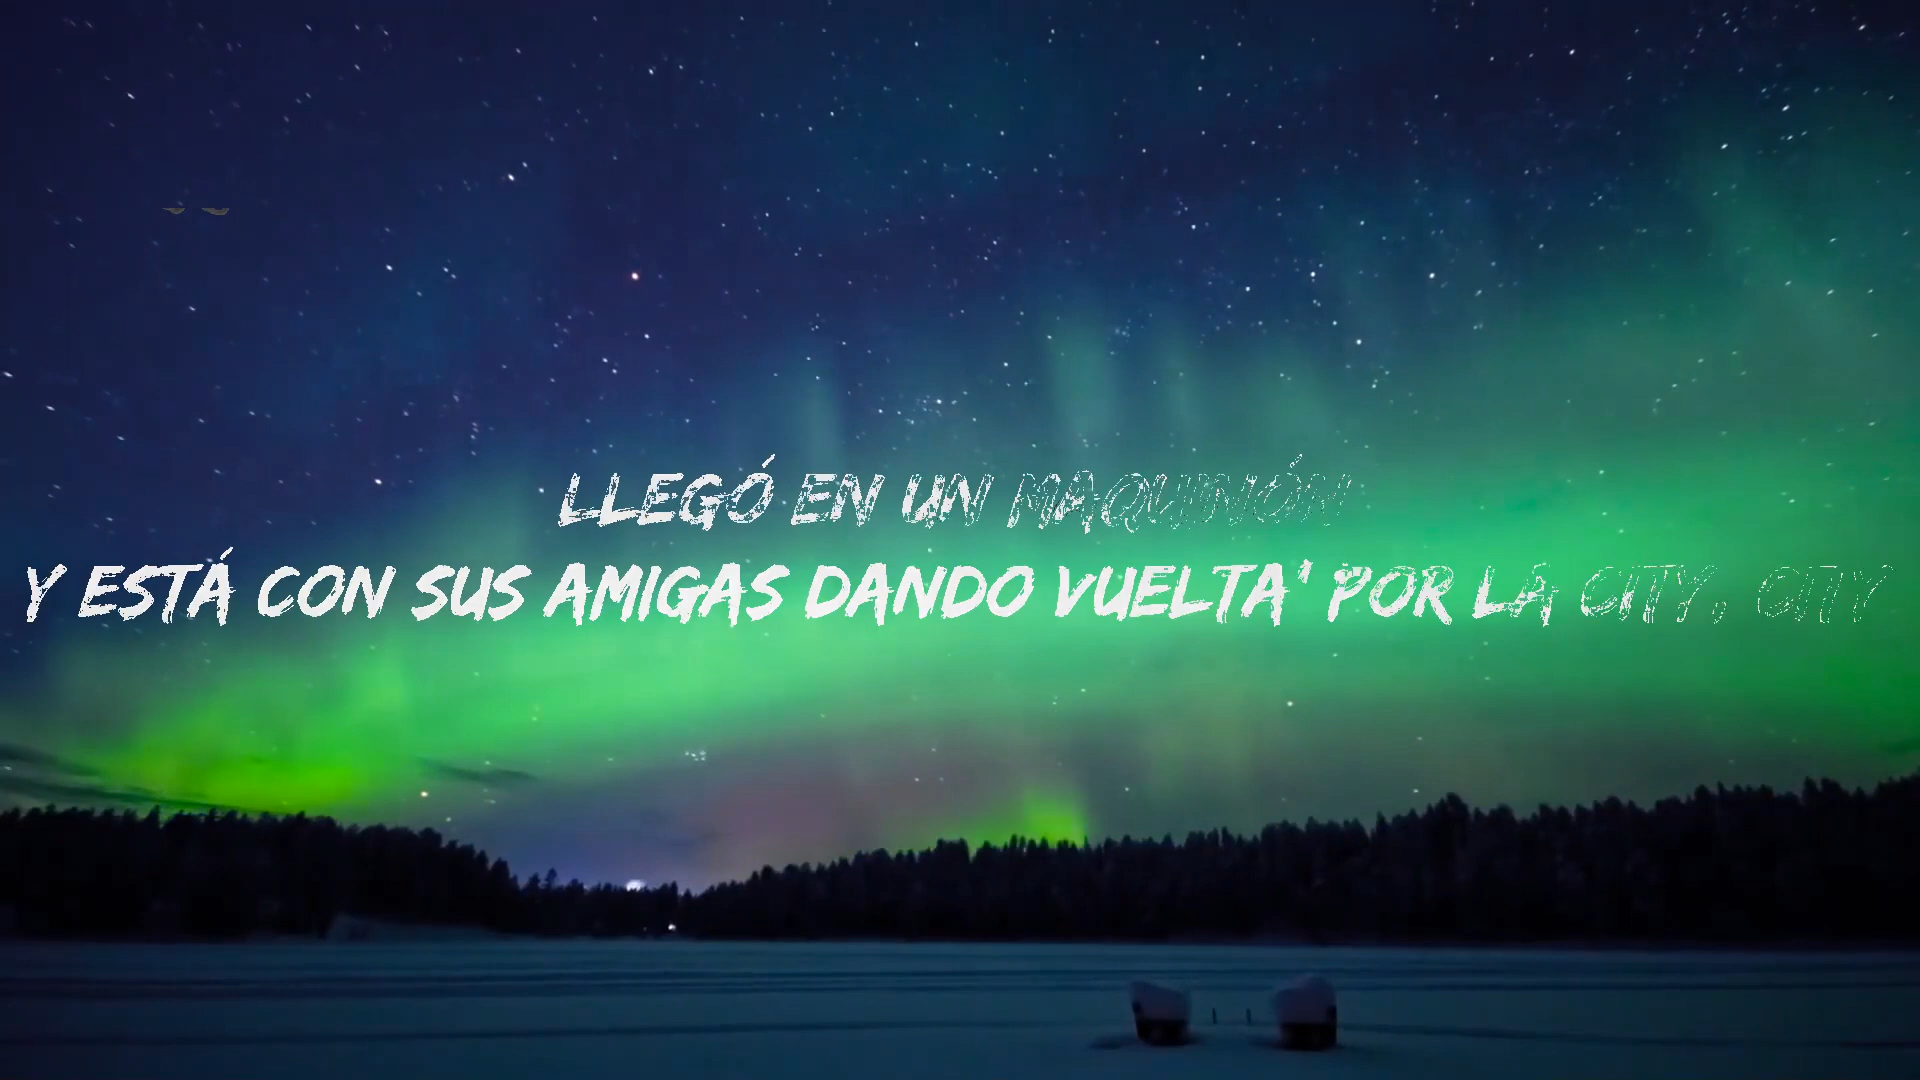 LLEGÓ EN UN MAQUINÓN
Y ESTÁ CON SUS AMIGAS DANDO VUELTA' POR LA CITY, CITY